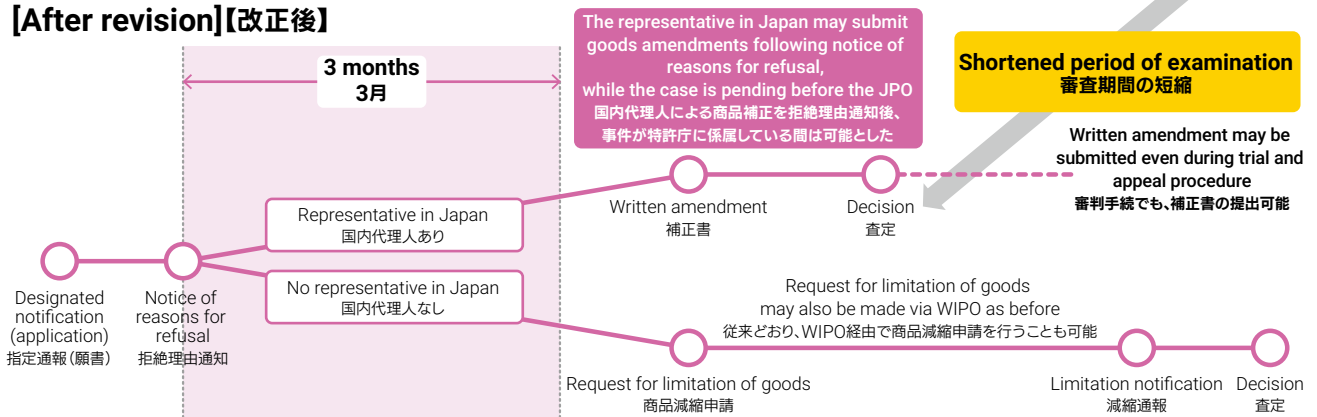 [After revision]【改正後】
3 months
3月
The representative in Japan may submit
goods amendments following notice of
reasons for refusal,
while the case is pending before the JPO
国内代理人による商品補正を拒絶理由通知後、
事件が特許庁に係属している間は可能とした
Shortened period of examination
審査期間の短縮
Written amendment may be
submitted even during trial and
appeal procedure
審判手続でも、補正書の提出可能
Representative in Japan
国内代理人あり
Written amendment
補正書
Decision
査定
No representative in Japan
国内代理人なし
Designated
notification
(application)
指定通報（願書）
Notice of
reasons for
refusal
拒絶理由通知
Request for limitation of goods
may also be made via WIPO as before
従来どおり、WIPO経由で商品減縮申請を行うことも可能
Request for limitation of goods
商品減縮申請
Limitation notification
減縮通報
Decision
査定